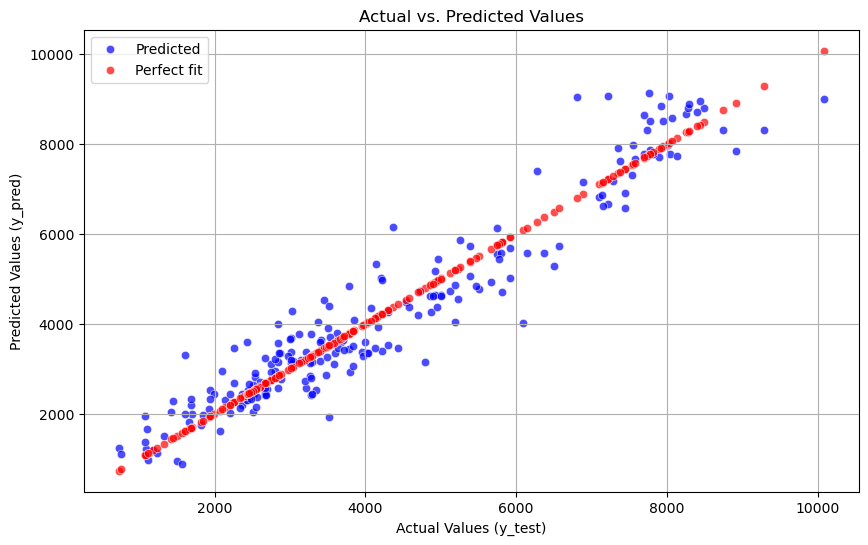 Actual vs. Predicted Values
Predicted
Perfect fit
10000
8000
6000
4000
2000
Predicted Values (y_pred)
2000 4000 6000 8000 10000
Actual Values (y_test)